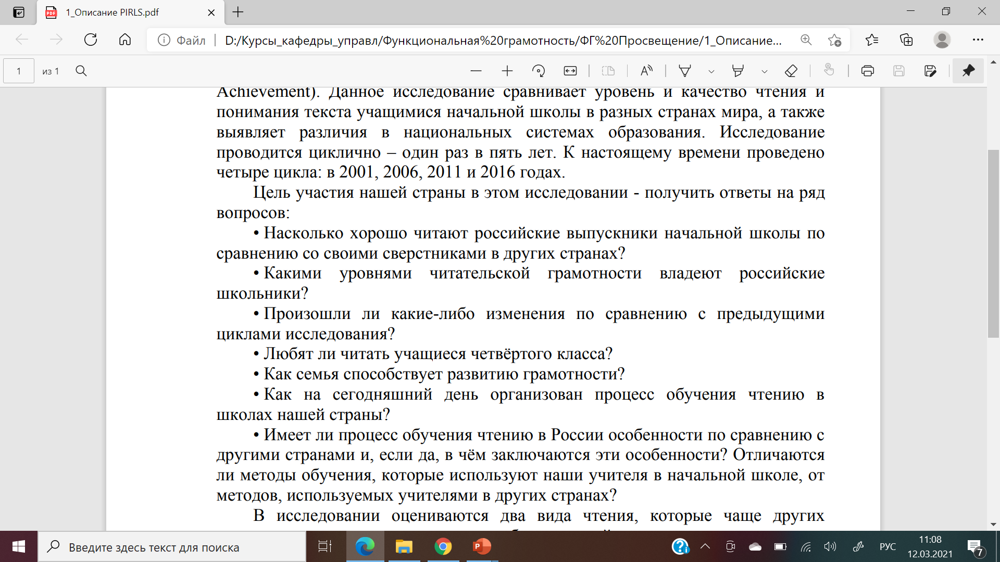 1_Описание PIRLS.pdf
Файл
D:/Курсы_кафедры_управл/Функциональная%20грамотность/ФГ%20Просвещение/1_Описание...
1
из 1
Achievement). Данное исследование сравнивает уровень и качество чтения и
понимания текста учащимися начальной школы в разных странах мира, а также
выявляет различия в национальных системах образования. Исследование
проводится циклично – один раз в пять лет. К настоящему времени проведено
четыре цикла: в 2001, 2006, 2011 и 2016 годах.
Цель участия нашей страны в этом исследовании - получить ответы на ряд
вопросов:
• Насколько хорошо читают российские выпускники начальной школы по
сравнению со своими сверстниками в других странах?
• Какими уровнями читательской грамотности владеют российские
школьники?
• Произошли ли какие-либо изменения по сравнению с предыдущими
циклами исследования?
• Любят ли читать учащиеся четвёртого класса?
• Как семья способствует развитию грамотности?
• Как на сегодняшний день организован процесс обучения чтению в
школах нашей страны?
• Имеет ли процесс обучения чтению в России особенности по сравнению с
другими странами и, если да, в чём заключаются эти особенности? Отличаются
ли методы обучения, которые используют наши учителя в начальной школе, от
методов, используемых учителями в других странах?
В исследовании оцениваются два вида чтения, которые чаще других
Введите здесь текст для поиска
РУС
11:08
12.03.2021
7